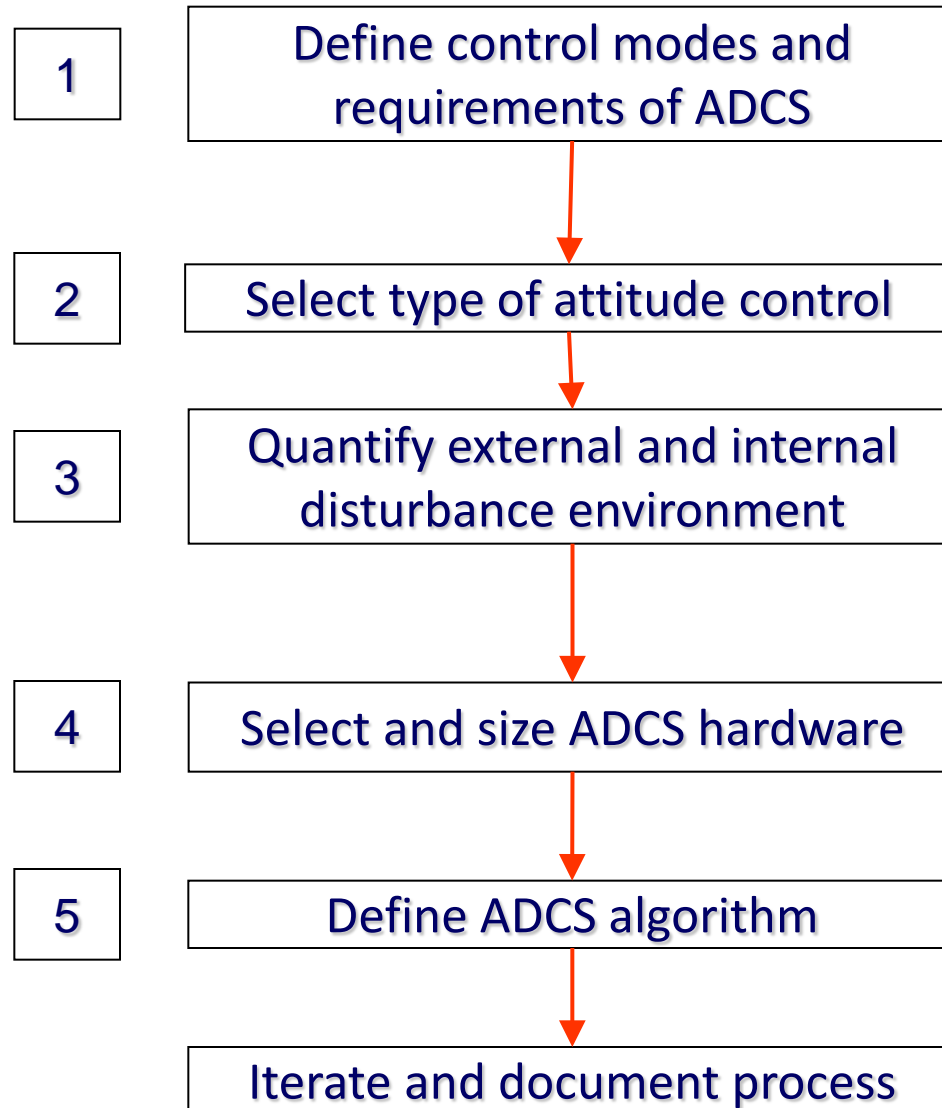 1
Define control modes and
requirements of ADCS
2
Select type of attitude control
3
Quantify external and internal
disturbance environment
4
Select and size ADCS hardware
5
Define ADCS algorithm
Iterate and document process